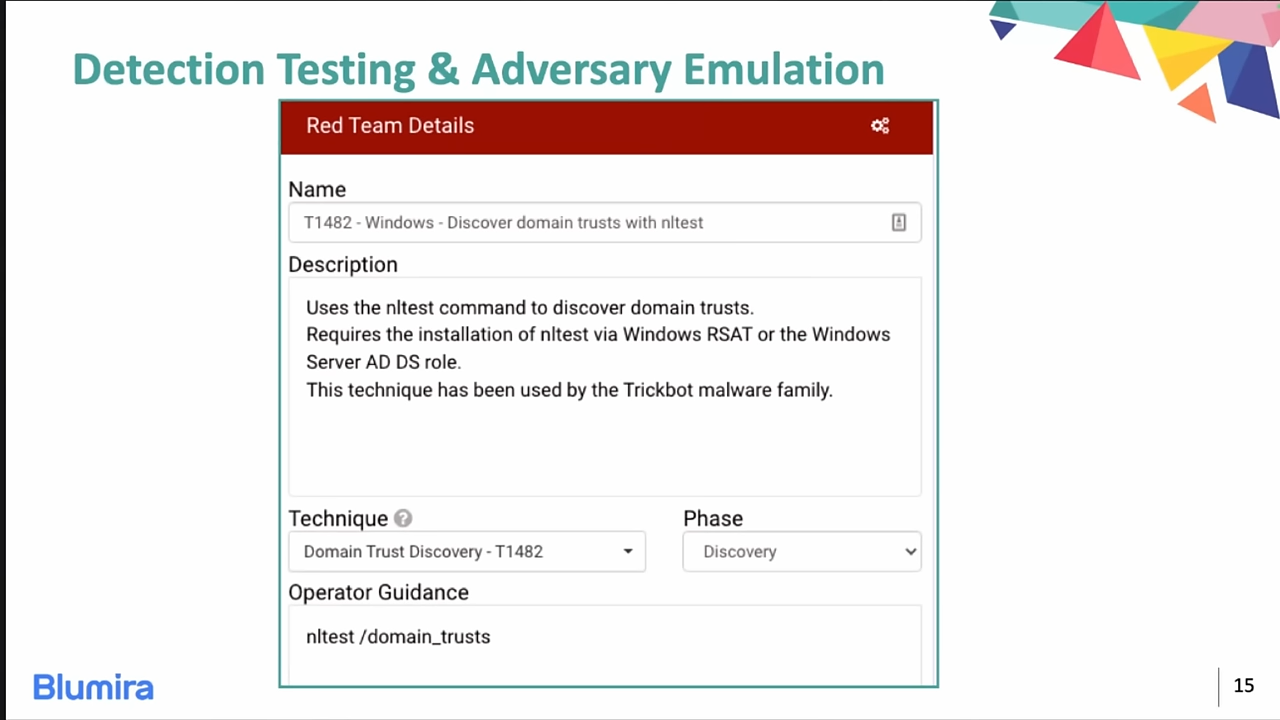 Detection Testing & Adversary Emulation
Red Team Details
Name
T1482 - Windows - Discover domain trusts with nltest
Description
Uses the nltest command to discover domain trusts.
Requires the installation of nltest via Windows RSAT or the Windows
Server AD DS role.
This technique has been used by the Trickbot malware family.
Technique ?
Phase
Domain Trust Discovery - T1482
Discovery
Operator Guidance
nltest /domain_trusts
Blumira
15